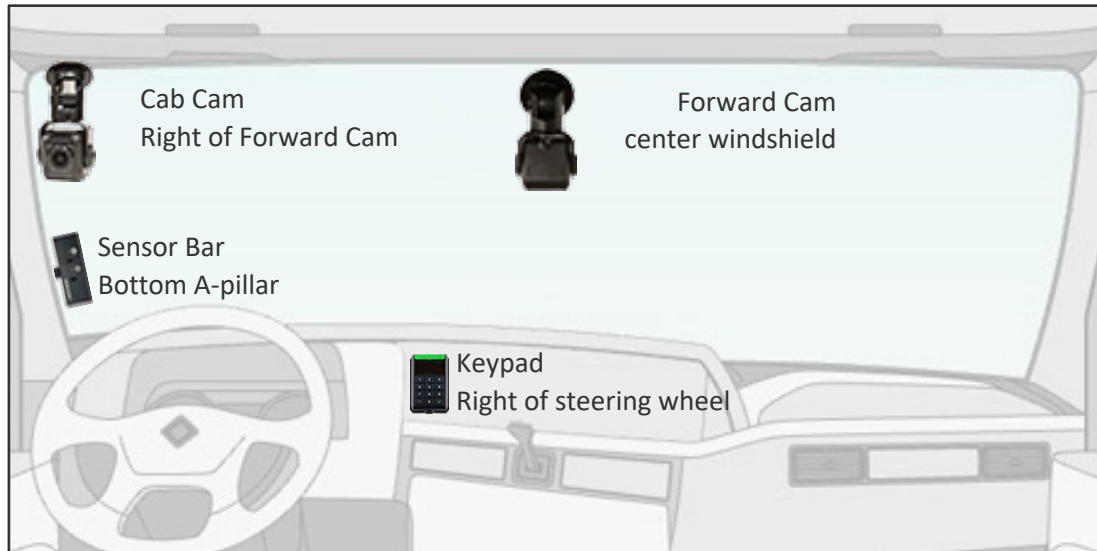 Cab Cam
Right of Forward Cam
Forward Cam
center windshield
Sensor Bar
Bottom A-pillar
Keypad
Right of steering wheel